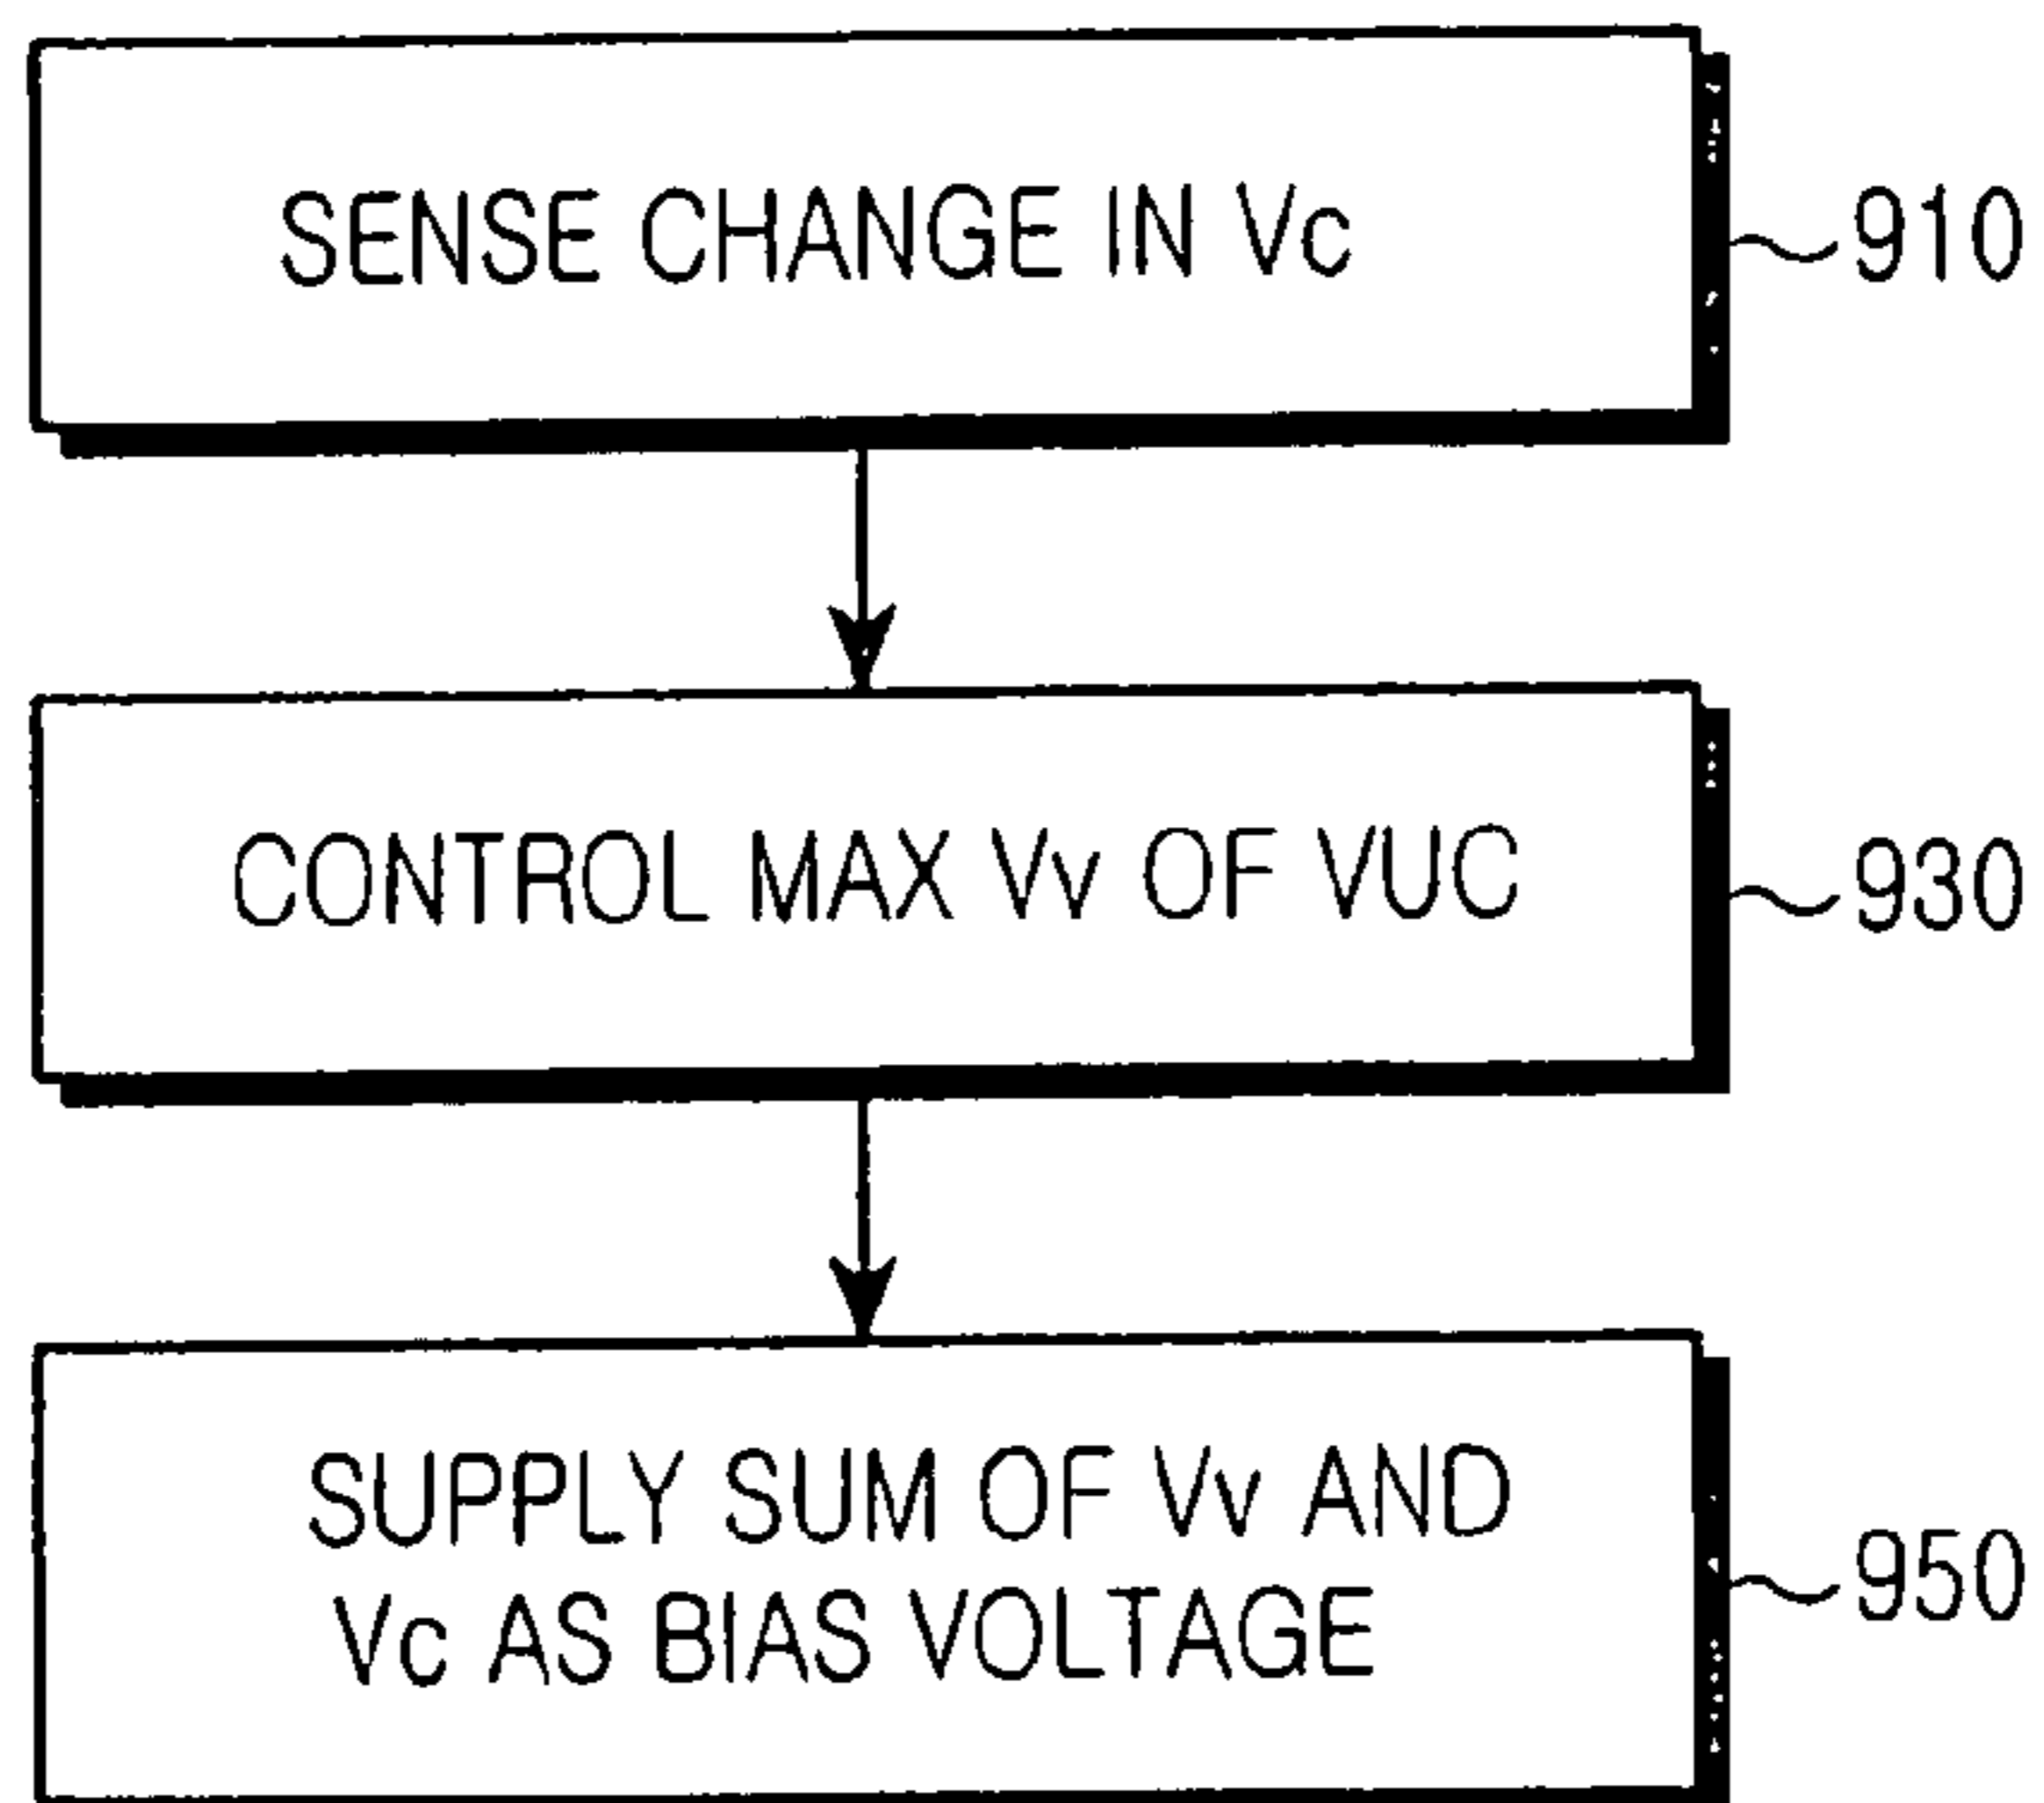 SENSE CHANGE IN Vc
910
CONTROL MAX Vv OF VUC
930
SUPPLY SUM OF Vv AND
Vc AS BIAS VOLTAGE
950